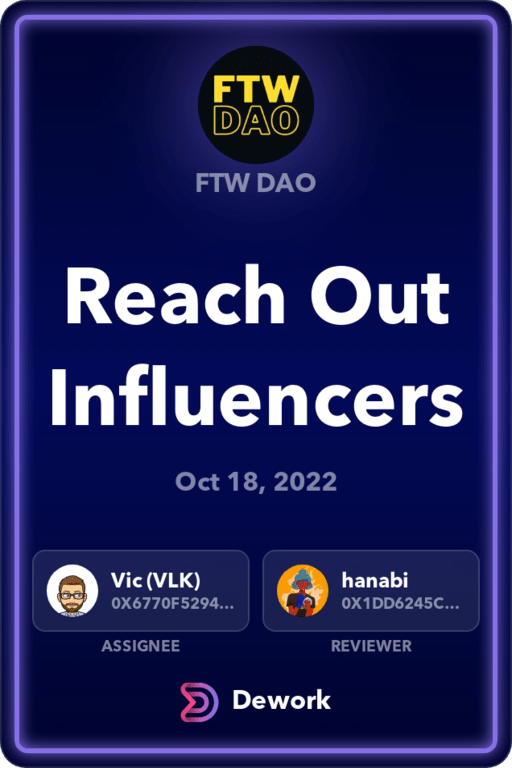 FTW
DAO
FTW DAO
Reach Out
Influencers
Oct 18, 2022
Vic (VLK)
0X6770F5294...
ASSIGNEE
hanabi
0X1DD6245C...
REVIEWER
Dework